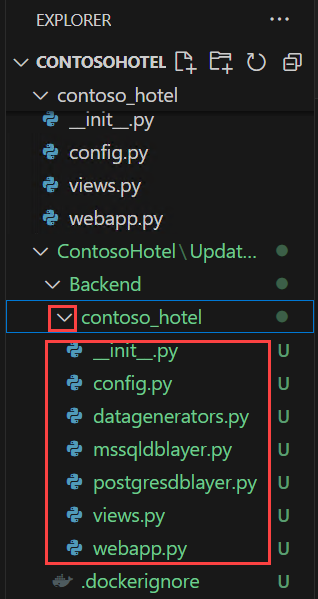 EXPLORER
CONTOSOHOTEL
contoso_hotel
__init__.py
config.py
views.py
webapp.py
ContosoHotel\Updat...
Backend
contoso_hotel
__init__.py U
config.py U
datagenerators.py U
mssqldblayer.py U
postgresdblayer.py U
views.py U
webapp.py U
.dockerignore U